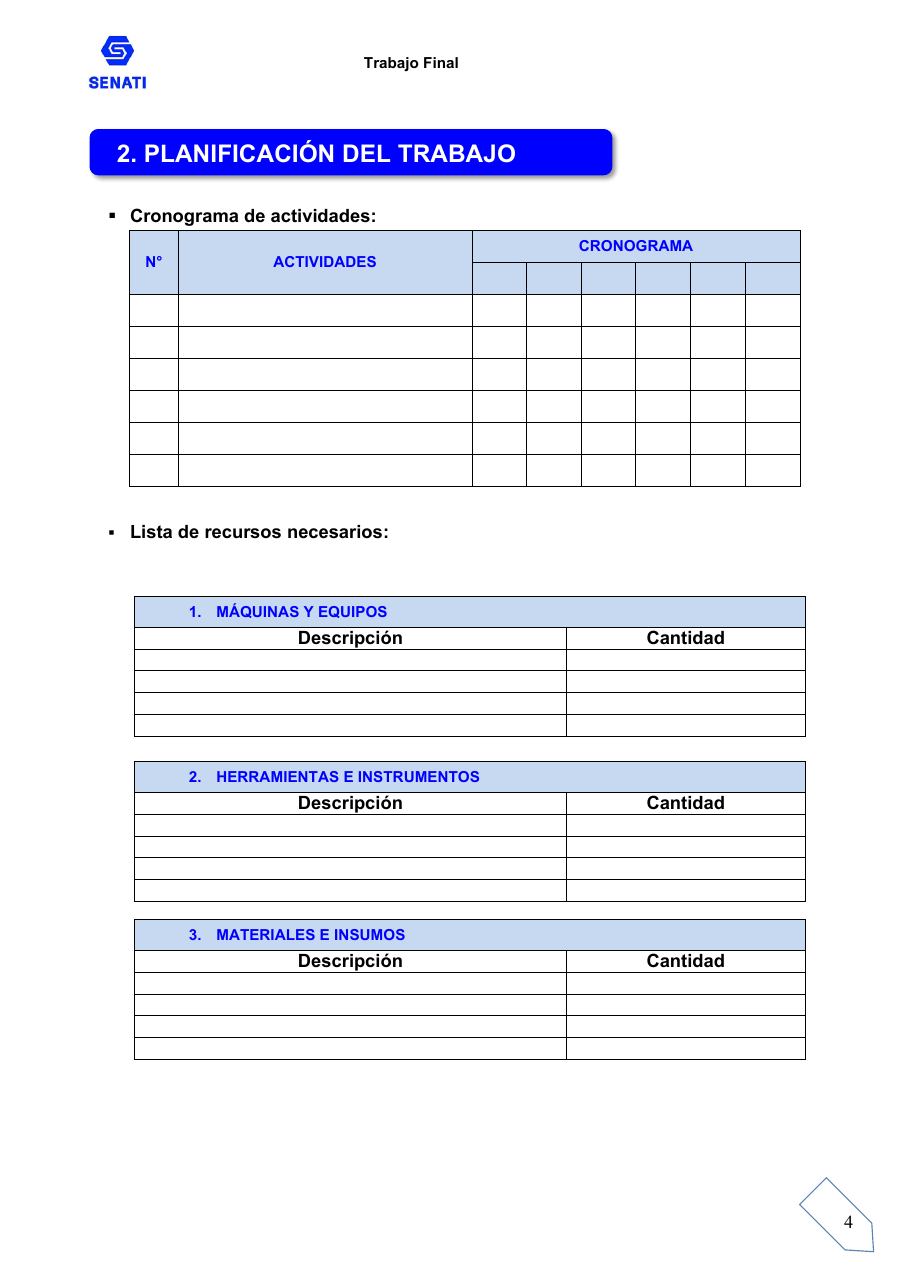 SENATI
Trabajo Final
2. PLANIFICACIÓN DEL TRABAJO
▪ Cronograma de actividades:
N° ACTIVIDADES CRONOGRAMA
▪ Lista de recursos necesarios:
1. MÁQUINAS Y EQUIPOS
Descripción Cantidad
2. HERRAMIENTAS E INSTRUMENTOS
Descripción Cantidad
3. MATERIALES E INSUMOS
Descripción Cantidad
4